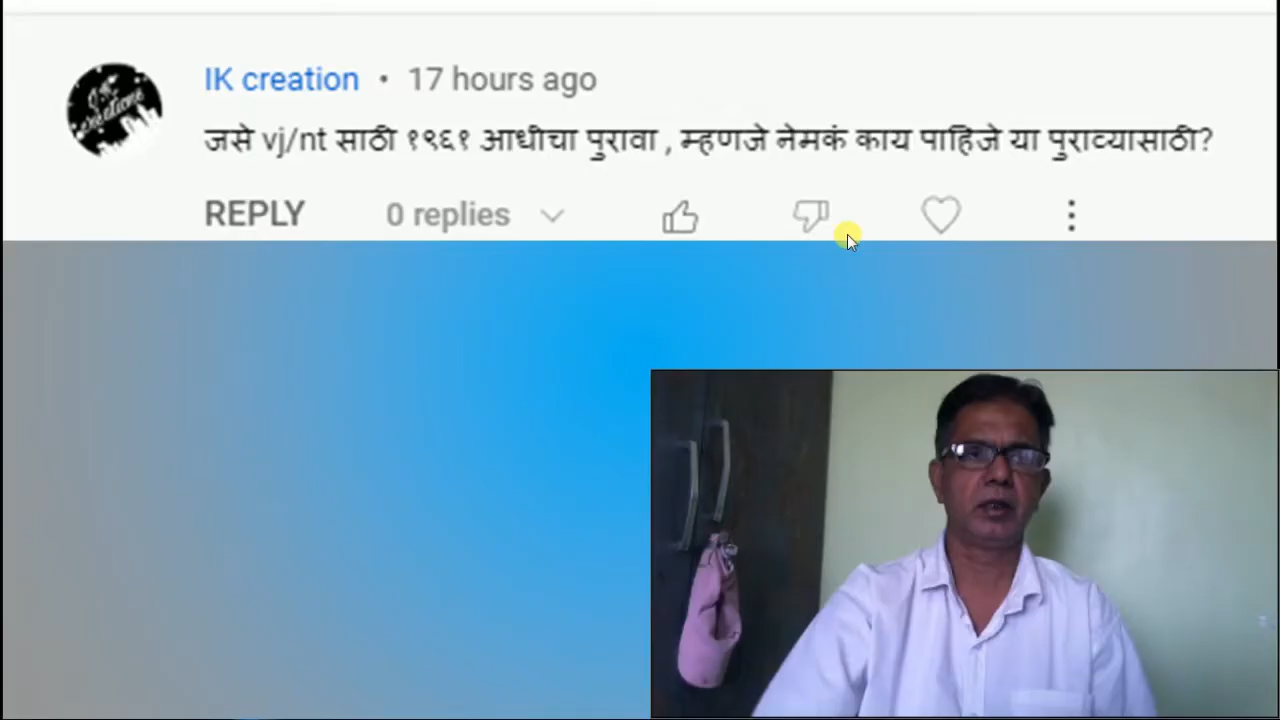 IK creation • 17 hours ago
जसे vj/nt साठी १९६१ आधीचा पुरावा , म्हणजे नेमकं काय पाहिजे या पुराव्यासाठी?
REPLY 0 replies